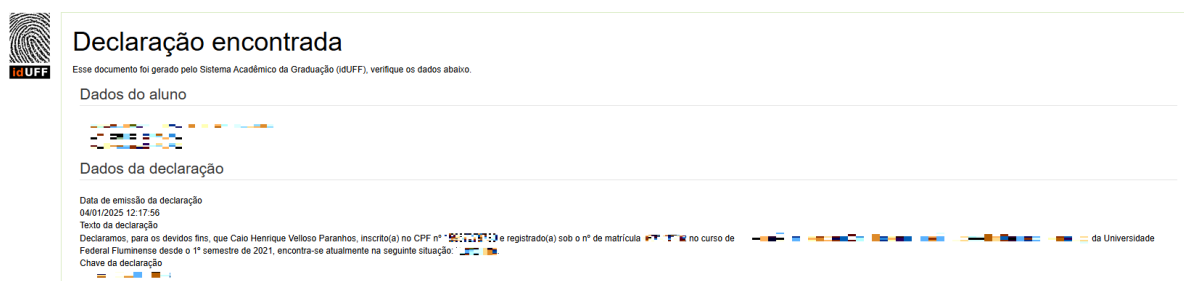 Declaração encontrada
idUFF
Esse documento foi gerado pelo Sistema Acadêmico da Graduação (idUFF), verifique os dados abaixo.
Dados do aluno
Dados da declaração
Data de emissão da declaração
04/01/2025 12:17:56
Texto da declaração
Declaramos, para os devidos fins, que Caio Henrique Velloso Paranhos, inscrito(a) no CPF nº e registrado(a) sob o nº de matrícula no curso de da Universidade
Federal Fluminense desde o 1º semestre de 2021, encontra-se atualmente na seguinte situação:
Chave da declaração